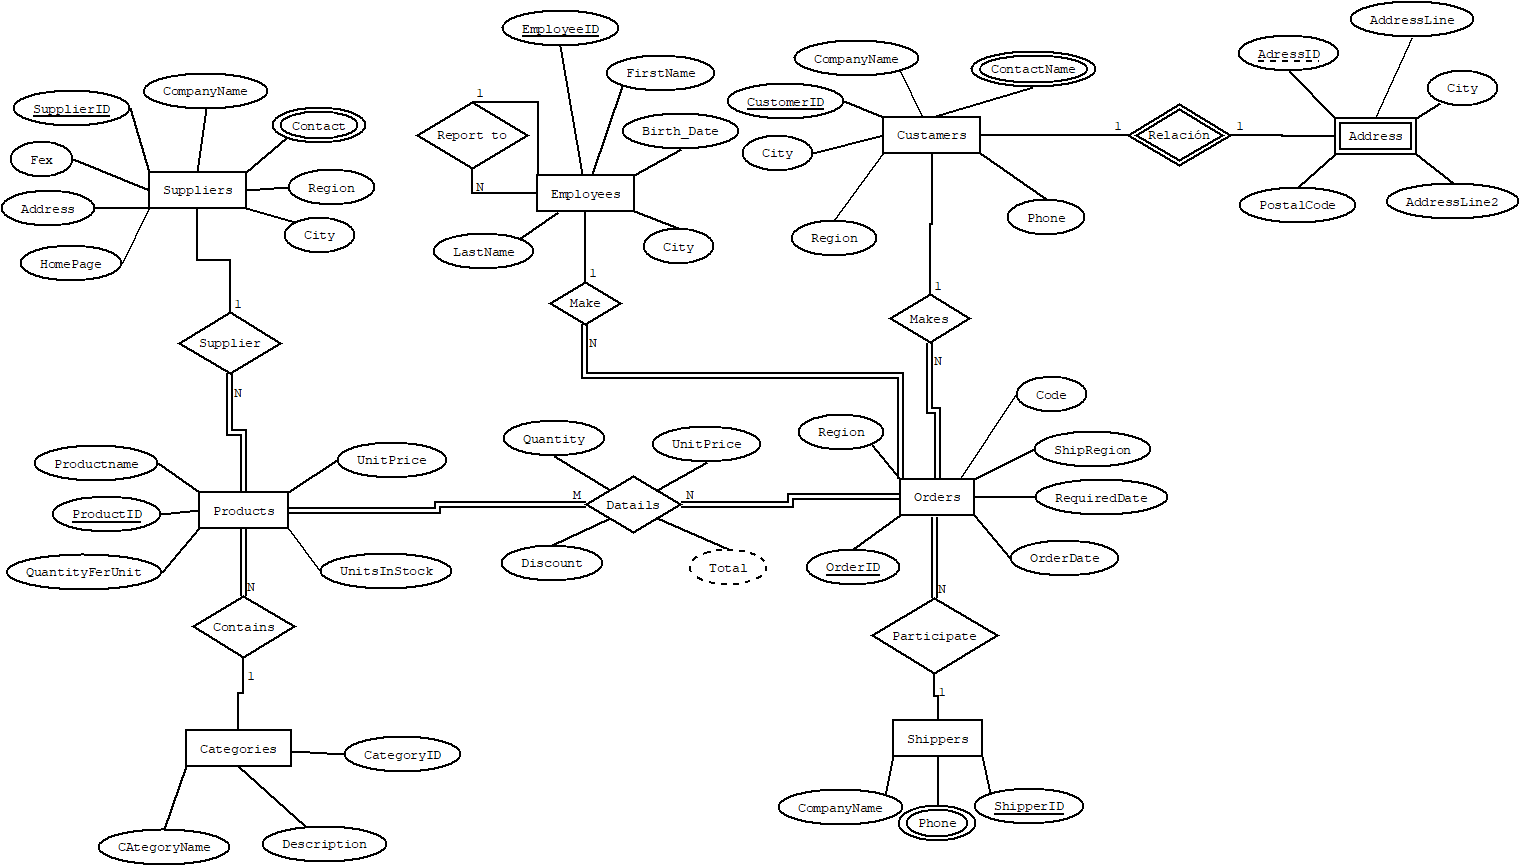 AddressLine
EmployeeID
AdressID
CompanyName
ContactName
FirstName
City
CompanyName
1
CustomerID
SupplierID
Contact
Report to
Birth_Date
Custamers
1
Relación
1
Address
Fex
City
Suppliers
Region
N
Employees
Address
PostalCode
AddressLine2
Phone
City
LastName
City
Region
HomePage
1
1
1
Make
Makes
Supplier
N
N
N
Code
Region
Quantity
UnitPrice
ShipRegion
Productname
UnitPrice
M
N
Orders
RequiredDate
Products
Datails
ProductID
OrderDate
Discount
Total
OrderID
QuantityFerUnit
UnitsInStock
N
N
Contains
Participate
1
1
Categories
Shippers
CategoryID
CompanyName
ShipperID
Phone
CAtegoryName
Description